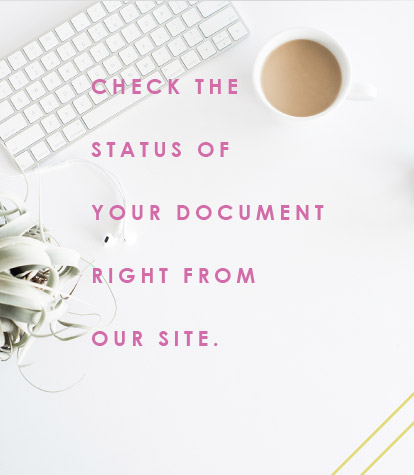 CHECK THE
STATUS OF
YOUR DOCUMENT
RIGHT FROM
OUR SITE.